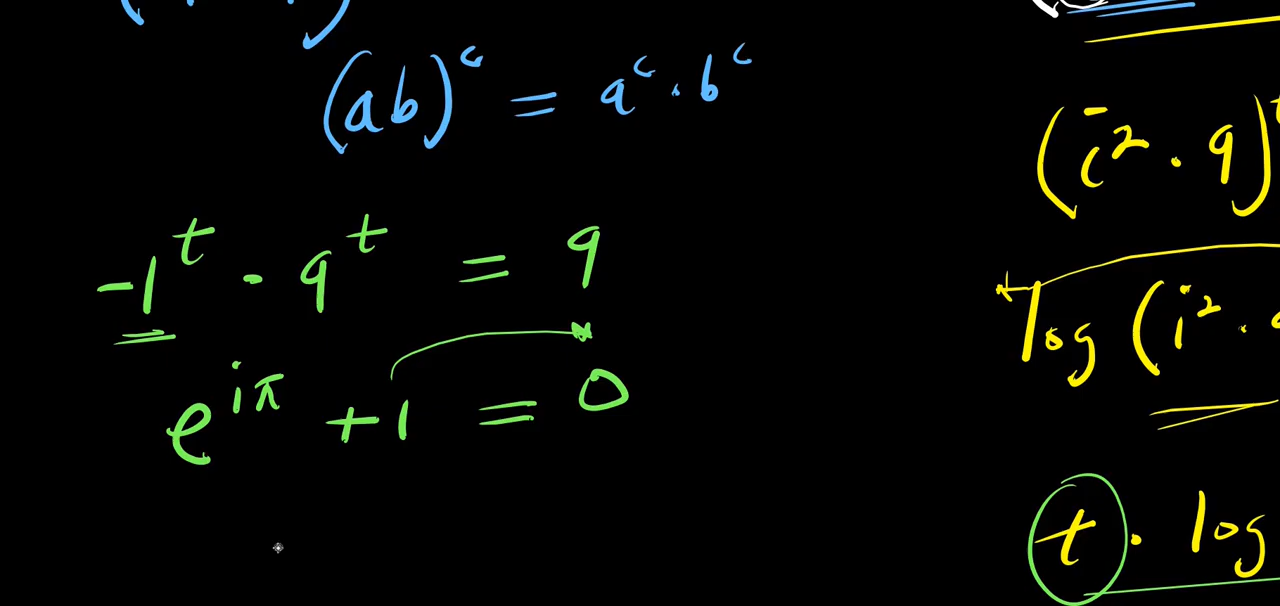 (ab)^c = a^c · b^c
-1^t · 9^t = 9
e^{iπ} + 1 = 0
(i^2 · 9)
log (i^2 ·
t · log